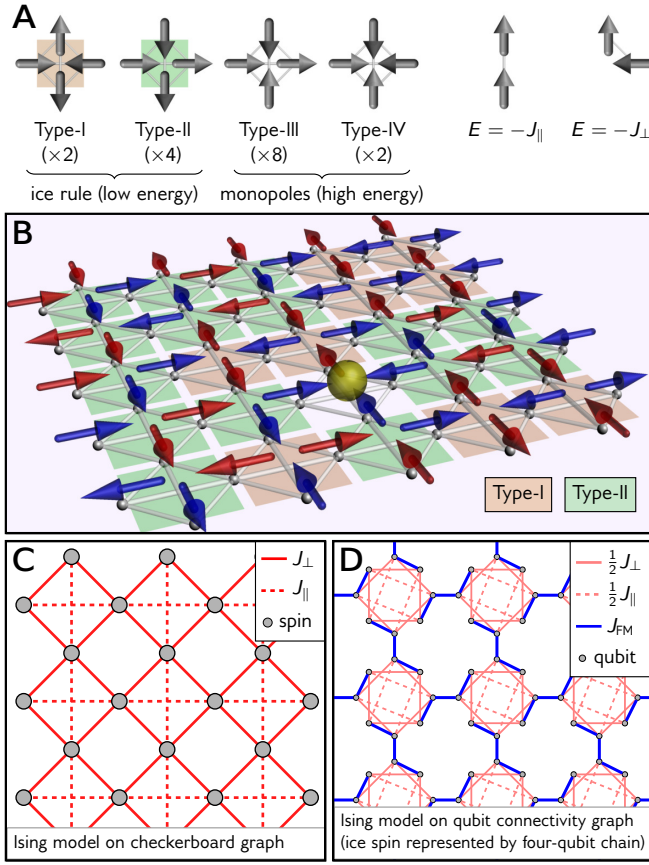 A
Type-I
(×2)
Type-II
(×4)
Type-III
(×8)
Type-IV
(×2)
E = −J∥
E = −J⊥
ice rule (low energy)
monopoles (high energy)
B
Type-I
Type-II
C
J⊥
J∥
spin
Ising model on checkerboard graph
D
½ J⊥
½ J∥
JFM
qubit
Ising model on qubit connectivity graph
(ice spin represented by four-qubit chain)